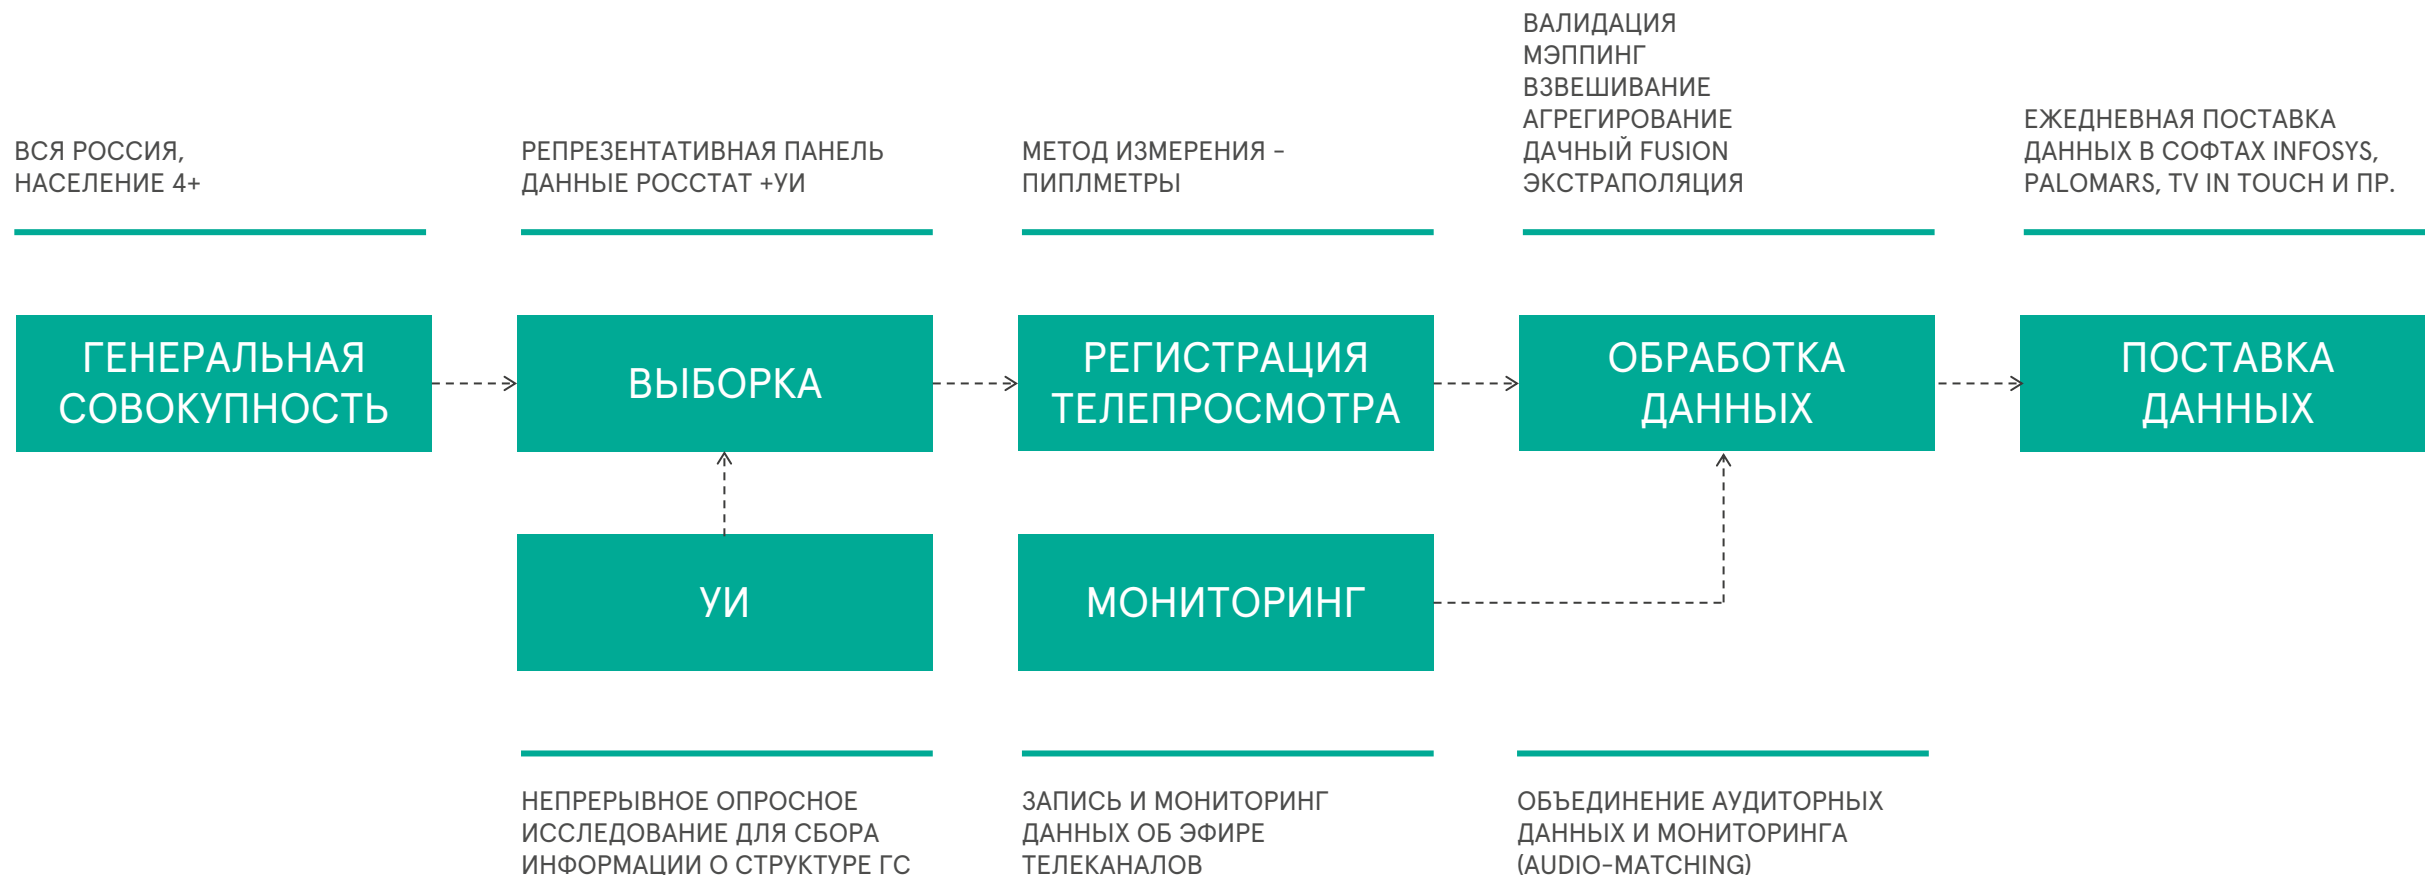 ВСЯ РОССИЯ,
НАСЕЛЕНИЕ 4+
РЕПРЕЗЕНТАТИВНАЯ ПАНЕЛЬ
ДАННЫЕ РОССТАТ +УИ
МЕТОД ИЗМЕРЕНИЯ -
ПИПЛМЕТРЫ
ВАЛИДАЦИЯ
МЭППИНГ
ВЗВЕШИВАНИЕ
АГРЕГИРОВАНИЕ
ДАЧНЫЙ FUSION
ЭКСТРАПОЛЯЦИЯ
ЕЖЕДНЕВНАЯ ПОСТАВКА
ДАННЫХ В СОФТАХ INFOSYS,
PALOMARS, TV IN TOUCH И ПР.
ГЕНЕРАЛЬНАЯ
СОВОКУПНОСТЬ
ВЫБОРКА
РЕГИСТРАЦИЯ
ТЕЛЕПРОСМОТРА
ОБРАБОТКА
ДАННЫХ
ПОСТАВКА
ДАННЫХ
УИ
МОНИТОРИНГ
НЕПРЕРЫВНОЕ ОПРОСНОЕ
ИССЛЕДОВАНИЕ ДЛЯ СБОРА
ИНФОРМАЦИИ О СТРУКТУРЕ ГС
ЗАПИСЬ И МОНИТОРИНГ
ДАННЫХ ОБ ЭФИРЕ
ТЕЛЕКАНАЛОВ
ОБЪЕДИНЕНИЕ АУДИТОРНЫХ
ДАННЫХ И МОНИТОРИНГА
(AUDIO-MATCHING)